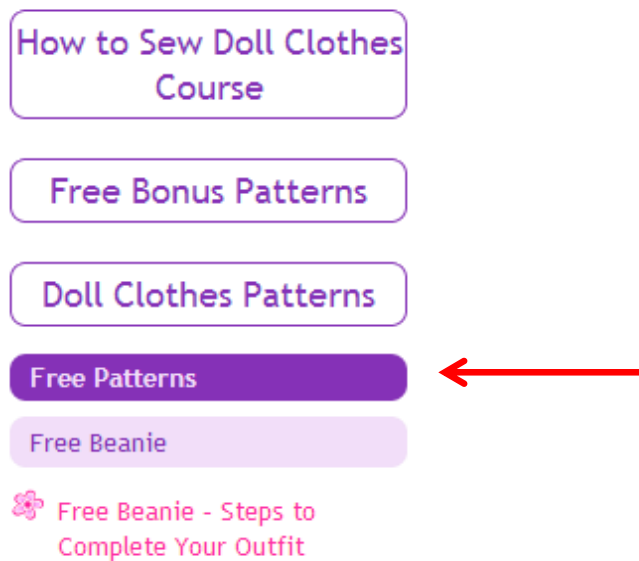 How to Sew Doll Clothes
Course
Free Bonus Patterns
Doll Clothes Patterns
Free Patterns
Free Beanie
Free Beanie - Steps to
Complete Your Outfit